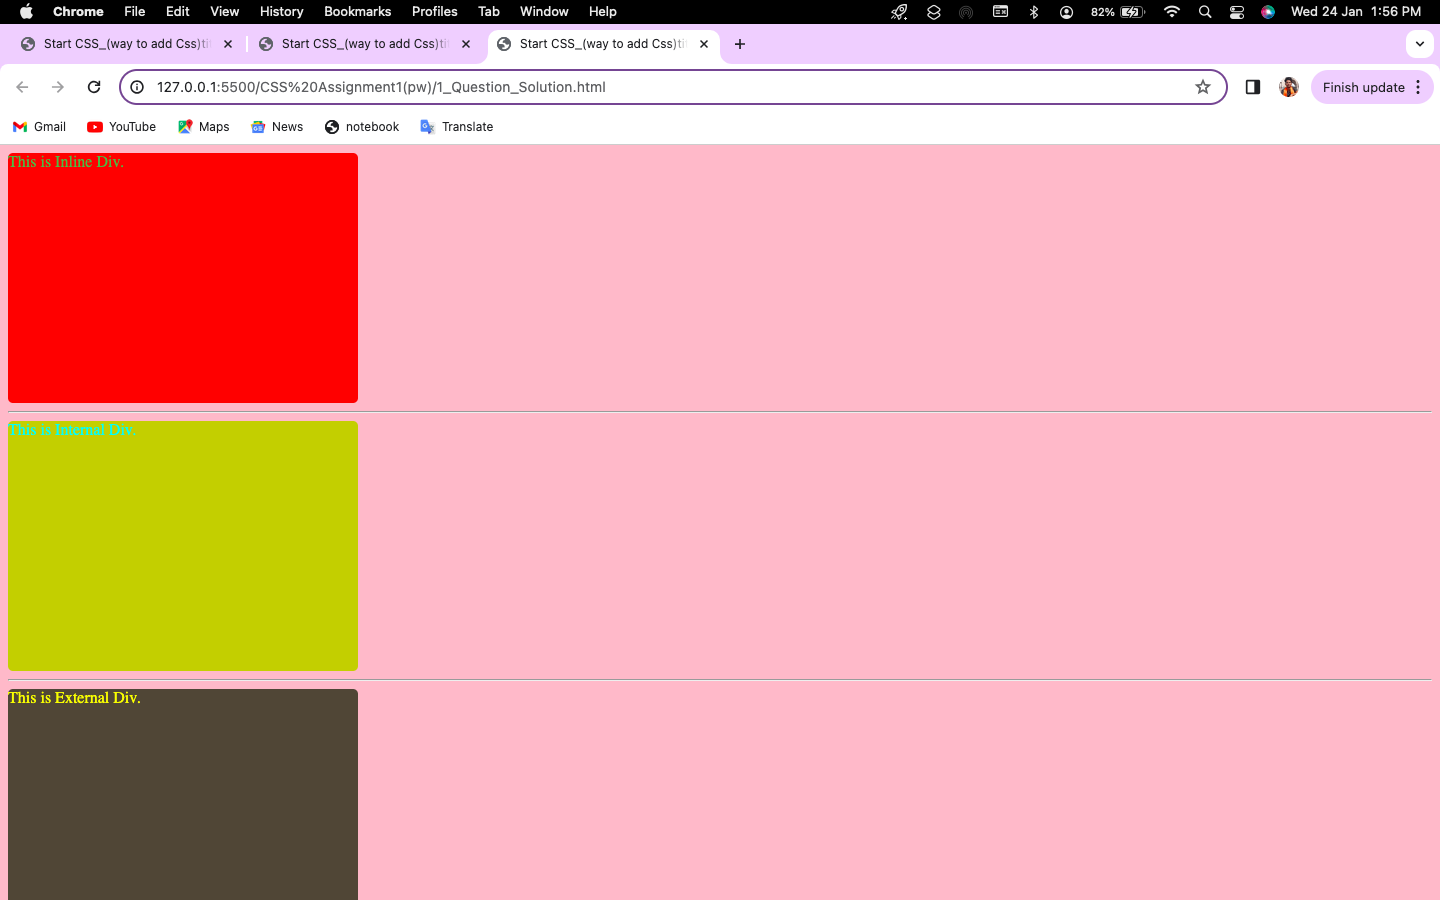 Chrome File Edit View History Bookmarks Profiles Tab Window Help 82% Wed 24 Jan 1:56 PM
Start CSS_(way to add Css)ti Start CSS_(way to add Css)ti Start CSS_(way to add Css)ti
127.0.0.1:5500/CSS%20Assignment1(pw)/1_Question_Solution.html Finish update
Gmail YouTube Maps News notebook Translate
This is Inline Div.
This is Internal Div.
This is External Div.